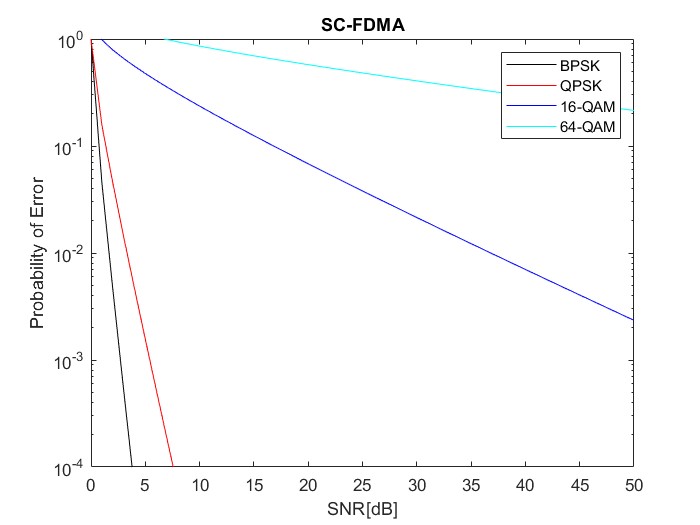 SC-FDMA
10^0
10^-1
10^-2
10^-3
10^-4
Probability of Error
BPSK
QPSK
16-QAM
64-QAM
0 5 10 15 20 25 30 35 40 45 50
SNR[dB]